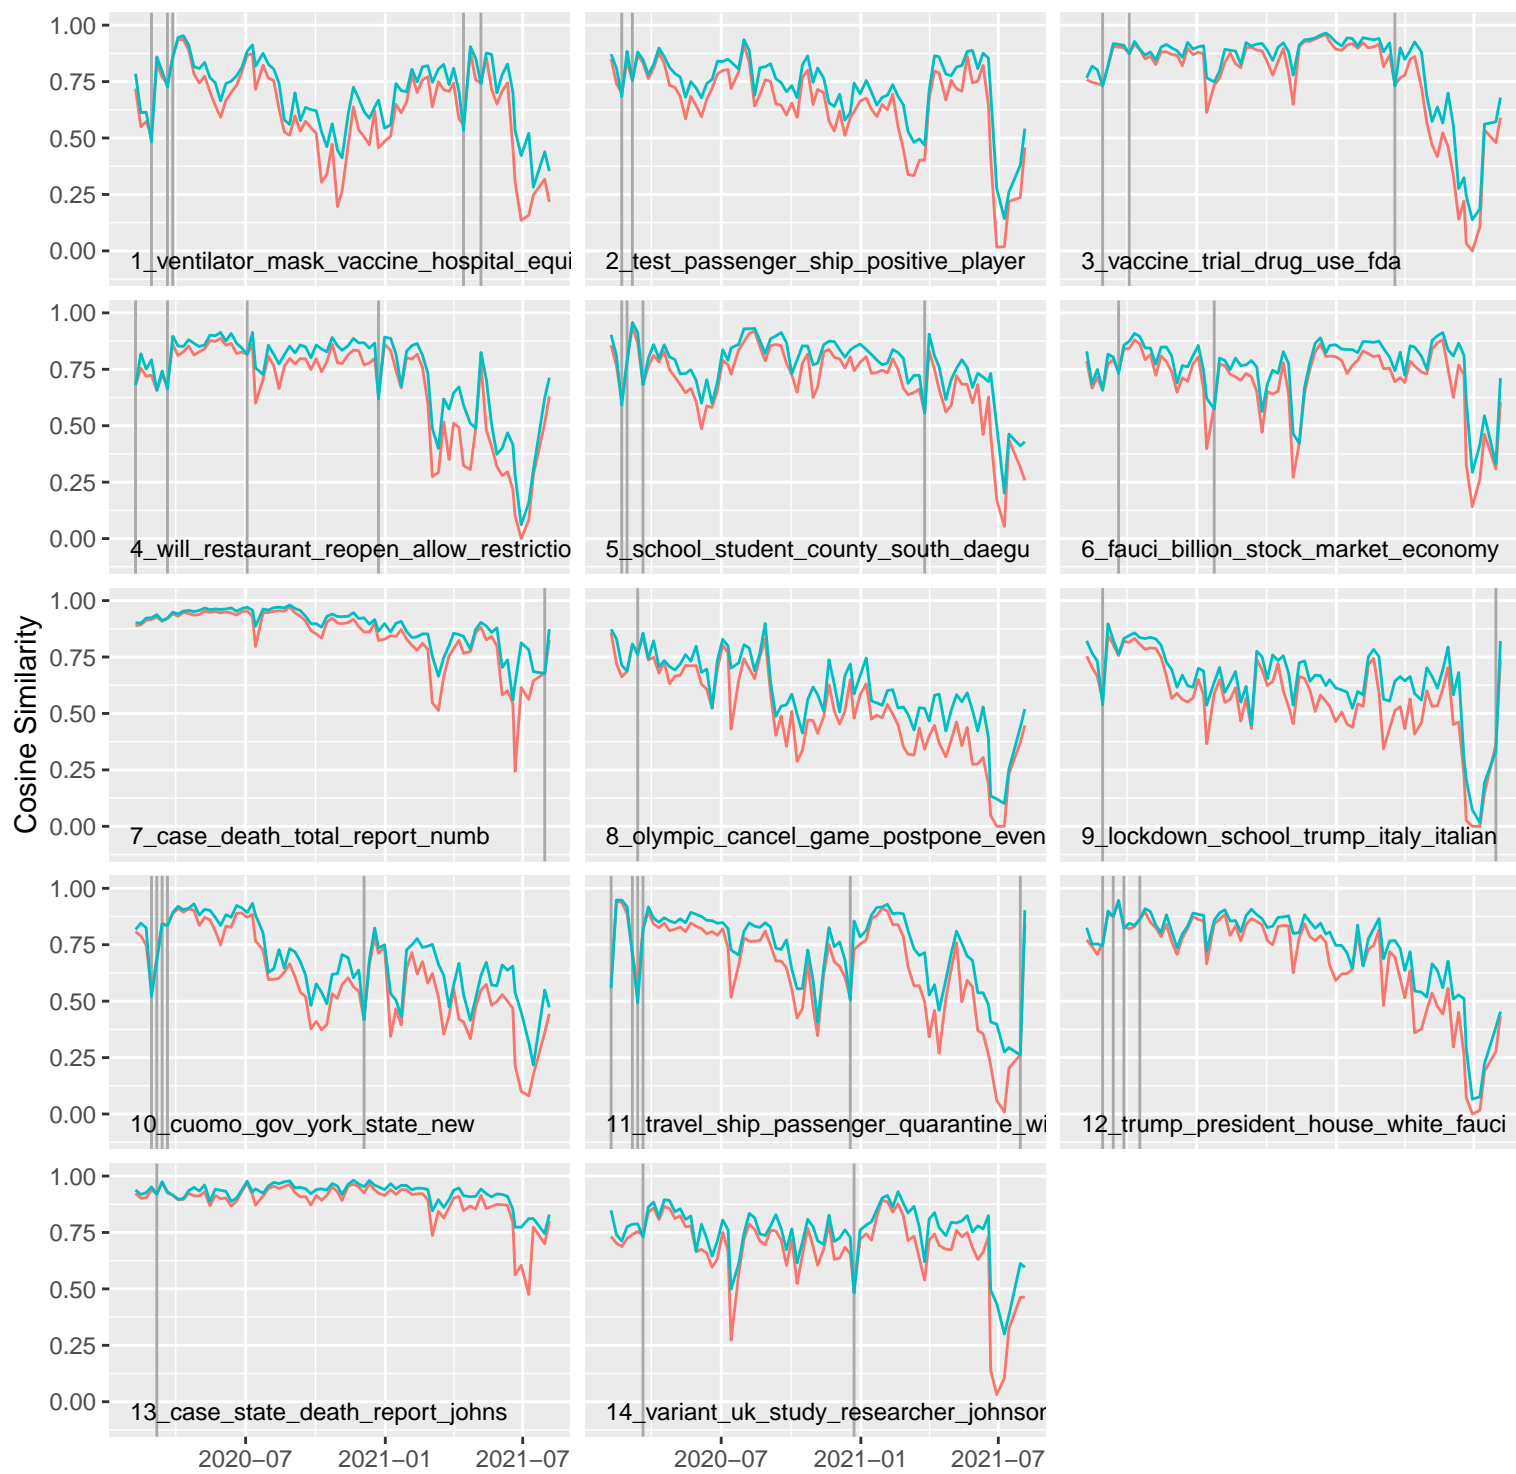 1.00
0.75
0.50
0.25
0.00
1_ventilator_mask_vaccine_hospital_equi
2_test_passenger_ship_positive_player
3_vaccine_trial_drug_use_fda
1.00
0.75
0.50
0.25
0.00
4_will_restaurant_reopen_allow_restrictio
5_school_student_county_south_daegu
6_fauci_billion_stock_market_economy
Cosine Similarity
1.00
0.75
0.50
0.25
0.00
7_case_death_total_report_numb
8_olympic_cancel_game_postpone_even
9_lockdown_school_trump_italy_italian
1.00
0.75
0.50
0.25
0.00
10_cuomo_gov_york_state_new
11_travel_ship_passenger_quarantine_wi
12_trump_president_house_white_fauci
1.00
0.75
0.50
0.25
0.00
13_case_state_death_report_johns
14_variant_uk_study_researcher_johnson
2020−07 2021−01 2021−07 2020−07 2021−01 2021−07